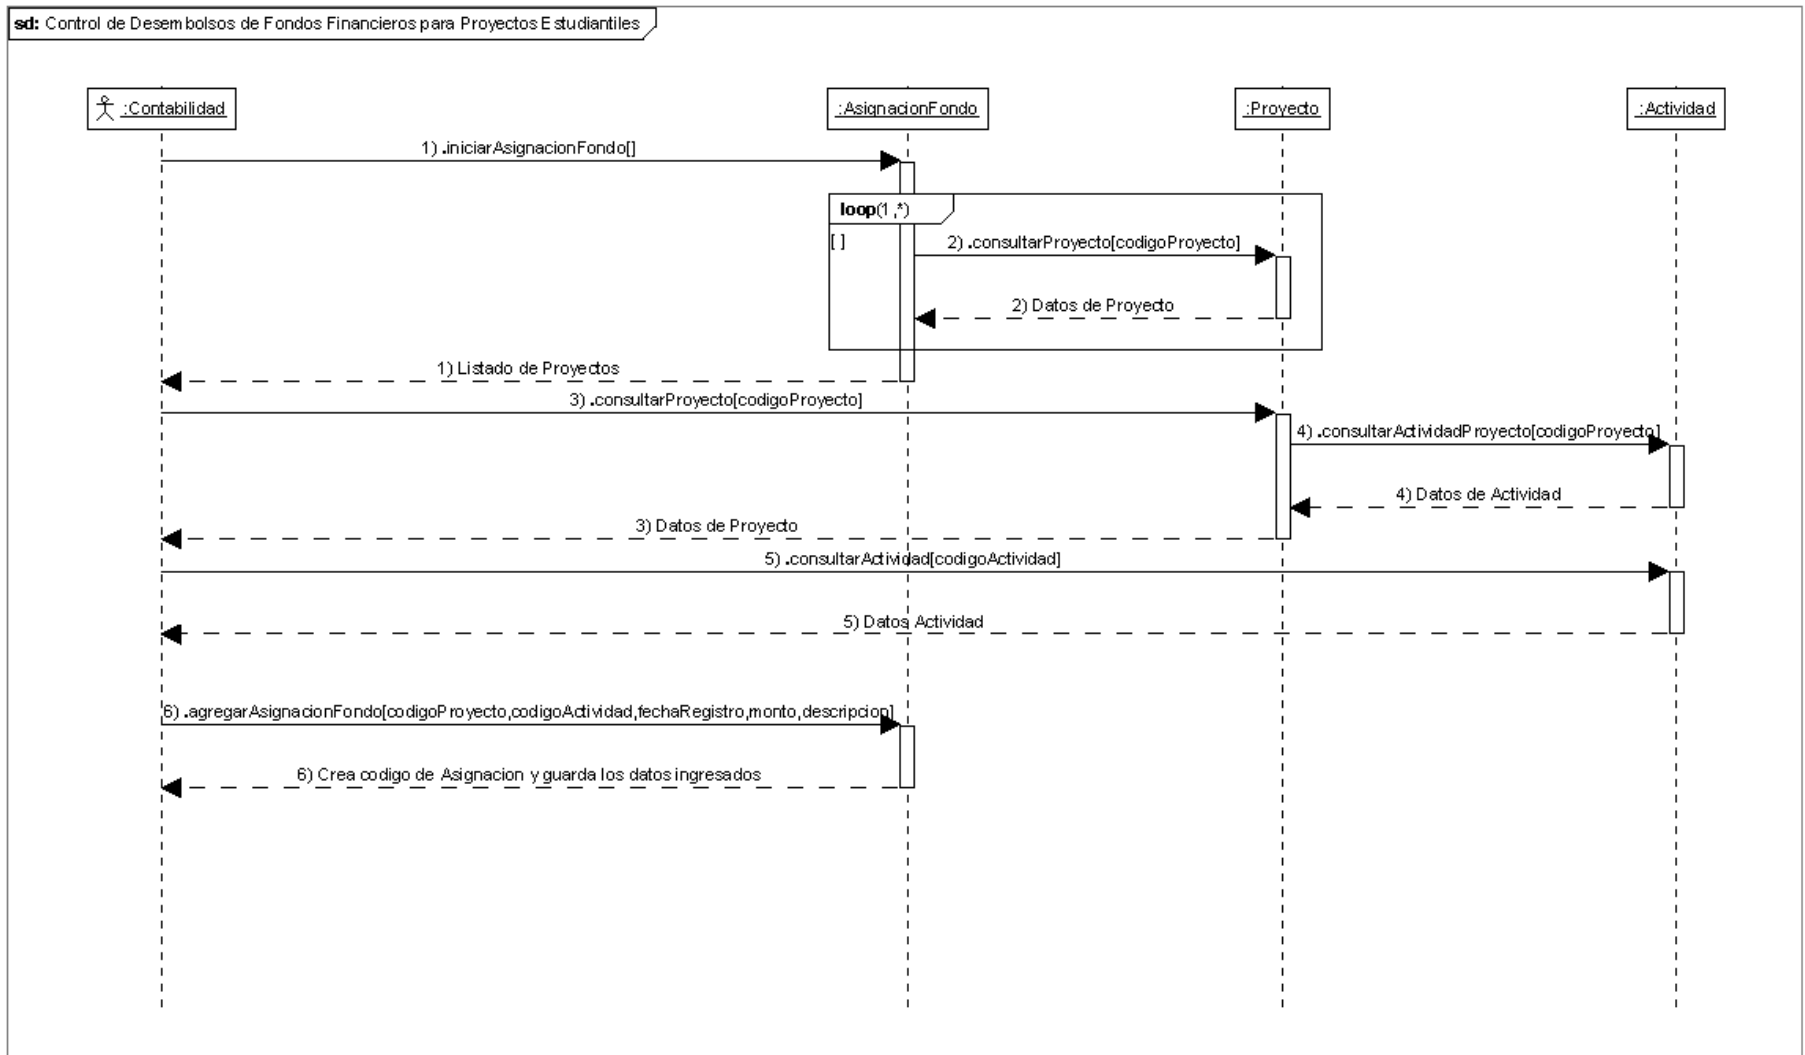 sd: Control de Desembolsos de Fondos Financieros para Proyectos Estudiantiles
:Contabilidad
:AsignacionFondo
:Proyecto
:Actividad
1) .iniciarAsignacionFondo[]
loop(1,*)
[ ]
2) .consultarProyecto[codigoProyecto]
2) Datos de Proyecto
1) Listado de Proyectos
3) .consultarProyecto[codigoProyecto]
4) .consultarActividadProyecto[codigoProyecto]
4) Datos de Actividad
3) Datos de Proyecto
5) .consultarActividad[codigoActividad]
5) Datos Actividad
6) .agregarAsignacionFondo[codigoProyecto,codigoActividad,fechaRegistro,monto,descripcion]
6) Crea codigo de Asignacion y guarda los datos ingresados